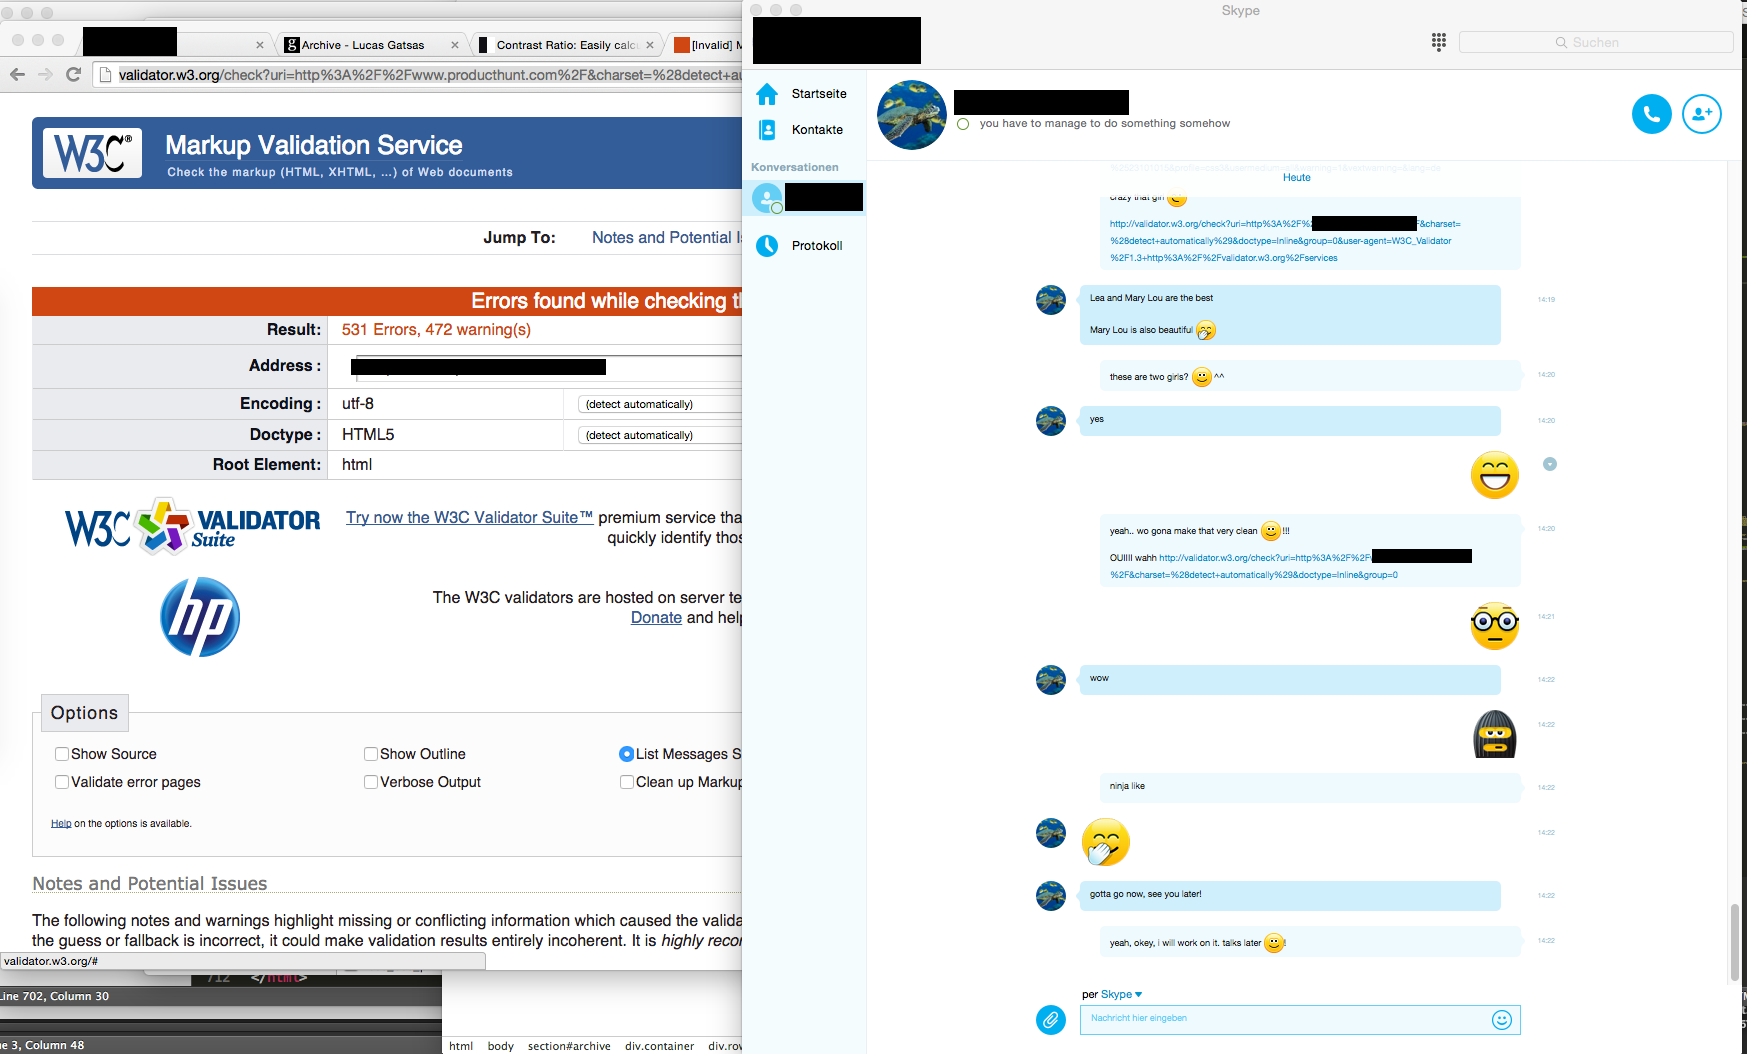 Archive - Lucas Gatsas
Contrast Ratio: Easily calc
[Invalid] M
validator.w3.org/check?uri=http%3A%2F%2Fwww.producthunt.com%2F&charset=%28detect+au
W3C®
Markup Validation Service
Check the markup (HTML, XHTML, …) of Web documents
Jump To:
Notes and Potential Is
Errors found while checking th
Result: 531 Errors, 472 warning(s)
Address :
Encoding : utf-8 (detect automatically)
Doctype : HTML5 (detect automatically)
Root Element: html
W3C VALIDATOR Suite
Try now the W3C Validator Suite™ premium service tha
quickly identify thos
hp
The W3C validators are hosted on server te
Donate and help
Options
Show Source
Show Outline
List Messages S
Validate error pages
Verbose Output
Clean up Markup
Help on the options is available.
Notes and Potential Issues
The following notes and warnings highlight missing or conflicting information which caused the valida
the guess or fallback is incorrect, it could make validation results entirely incoherent. It is highly recor
validator.w3.org/#
712 </html>
Line 702, Column 30
e 3, Column 48
html body section#archive div.container div.rov
Skype
Suchen
Startseite
Kontakte
Konversationen
Protokoll
you have to manage to do something somehow
Heute
crazy that girl
http://validator.w3.org/check?uri=http%3A%2F%2 F&charset=
%28detect+automatically%29&doctype=Inline&group=0&user-agent=W3C_Validator
%2F1.3+http%3A%2F%2Fvalidator.w3.org%2Fservices
Lea and Mary Lou are the best
14:19
Mary Lou is also beautiful
these are two girls? ^^
14:20
yes
14:20
yeah.. wo gona make that very clean !!!
14:20
OUIIII wahh http://validator.w3.org/check?uri=http%3A%2F%2F
%2F&charset=%28detect+automatically%29&doctype=Inline&group=0
14:21
wow
14:22
14:22
ninja like
14:22
14:22
gotta go now, see you later!
14:22
yeah, okey, i will work on it. talks later !
14:22
per Skype
Nachricht hier eingeben